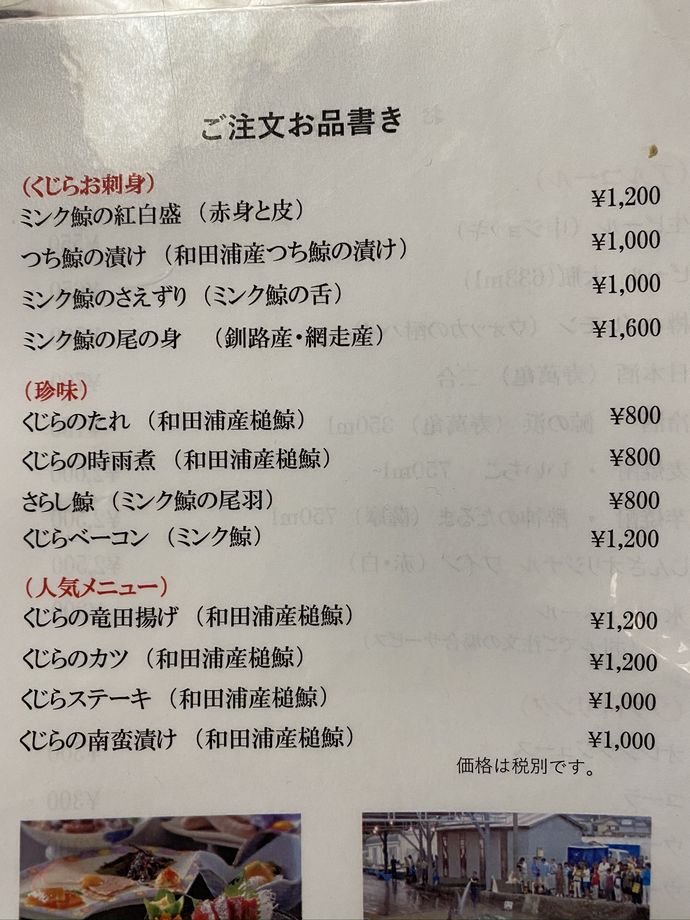 ご注文お品書き
（くじらお刺身）
ミンク鯨の紅白盛 （赤身と皮） ¥1,200
つち鯨の漬け （和田浦産つち鯨の漬け） ¥1,000
ミンク鯨のさえずり （ミンク鯨の舌） ¥1,000
ミンク鯨の尾の身 （釧路産・網走産） ¥1,600
（珍味）
くじらのたれ （和田浦産槌鯨） ¥800
くじらの時雨煮 （和田浦産槌鯨） ¥800
さらし鯨 （ミンク鯨の尾羽） ¥800
くじらベーコン （ミンク鯨） ¥1,200
（人気メニュー）
くじらの竜田揚げ （和田浦産槌鯨） ¥1,200
くじらのカツ （和田浦産槌鯨） ¥1,200
くじらステーキ （和田浦産槌鯨） ¥1,000
くじらの南蛮漬け （和田浦産槌鯨） ¥1,000
価格は税別です。